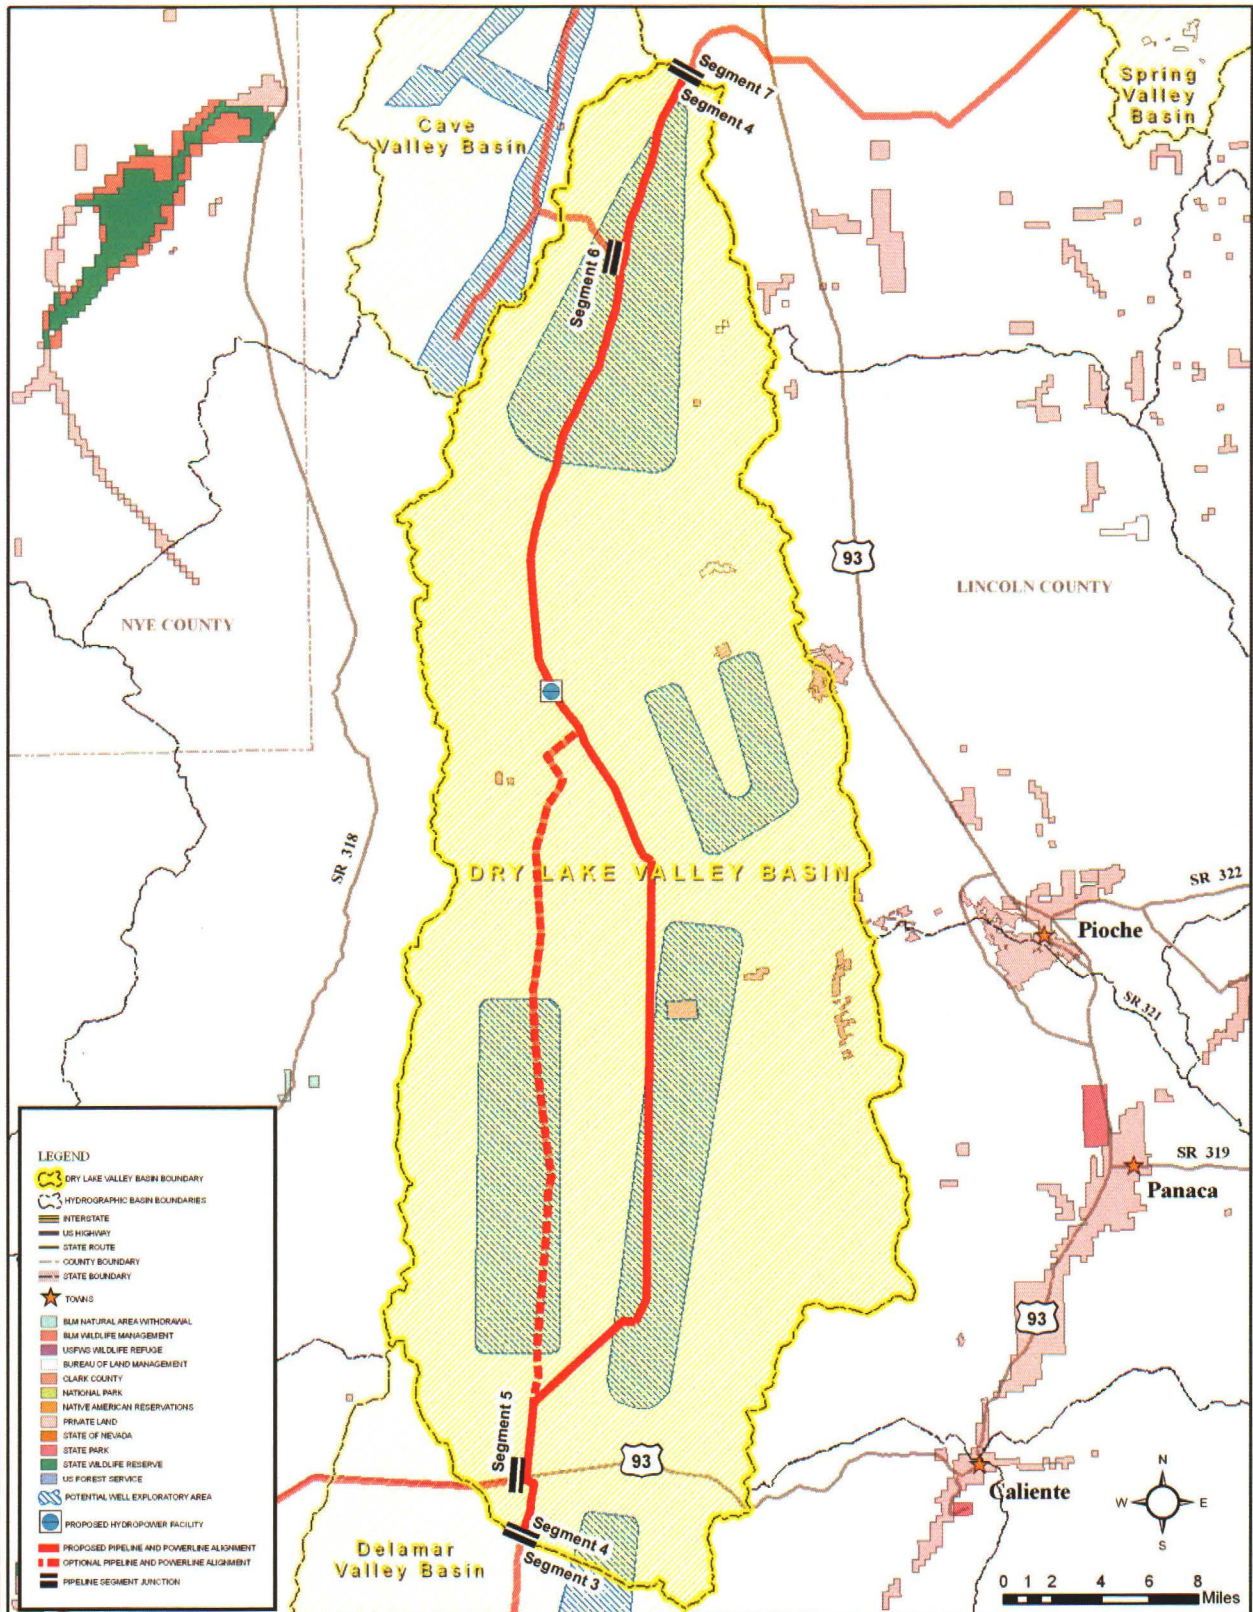 Segment 7
Segment 4
Spring
Valley
Basin
Cave
Valley Basin
Segment 6
93
LINCOLN COUNTY
NYE COUNTY
SR 318
DRY LAKE VALLEY BASIN
SR 322
Pioche
SR 321
SR 319
Panaca
93
Segment 5
93
Caliente
Segment 4
Segment 3
Delamar
Valley Basin
LEGEND
DRY LAKE VALLEY BASIN BOUNDARY
HYDROGRAPHIC BASIN BOUNDARIES
INTERSTATE
US HIGHWAY
STATE ROUTE
COUNTY BOUNDARY
STATE BOUNDARY
TOWNS
BLM NATURAL AREA WITHDRAWAL
BLM WILDLIFE MANAGEMENT
USFWS WILDLIFE REFUGE
BUREAU OF LAND MANAGEMENT
CLARK COUNTY
NATIONAL PARK
NATIVE AMERICAN RESERVATIONS
PRIVATE LAND
STATE OF NEVADA
STATE PARK
STATE WILDLIFE RESERVE
US FOREST SERVICE
POTENTIAL WELL EXPLORATORY AREA
PROPOSED HYDROPOWER FACILITY
PROPOSED PIPELINE AND POWERLINE ALIGNMENT
OPTIONAL PIPELINE AND POWERLINE ALIGNMENT
PIPELINE SEGMENT JUNCTION
N
W E
S
0 1 2 4 6 8
Miles